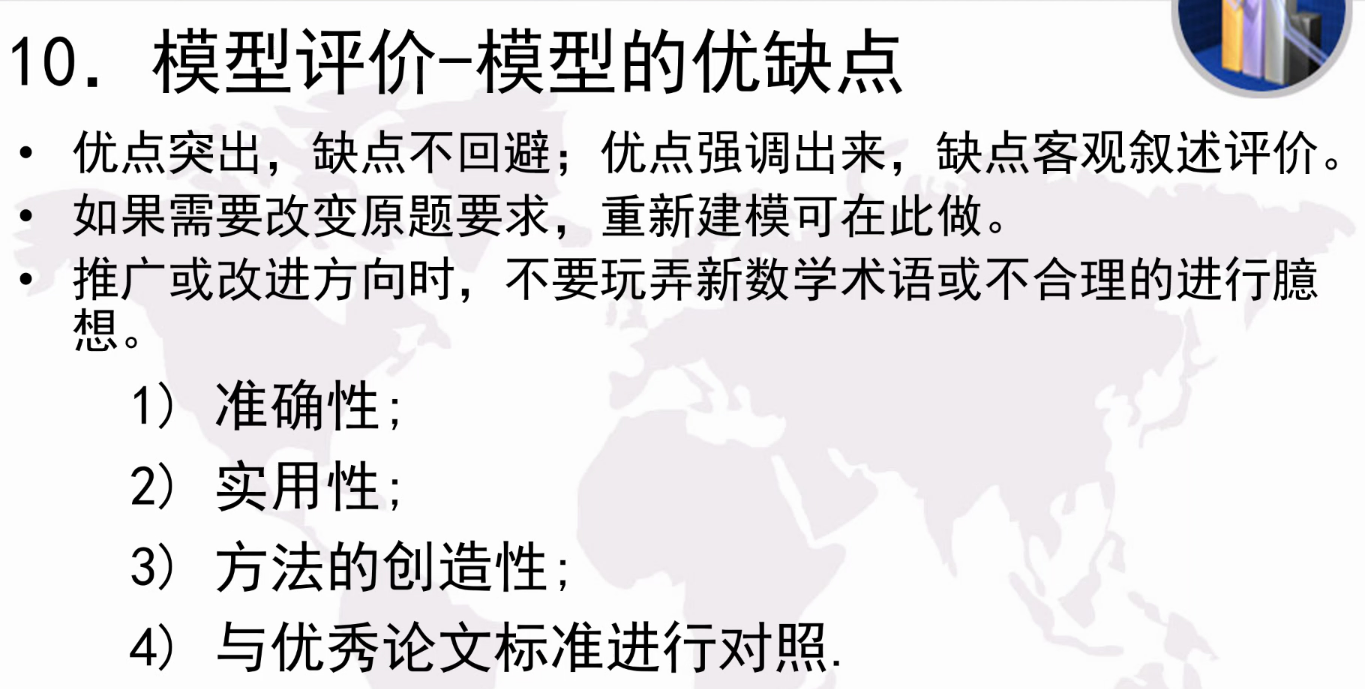 10. 模型评价-模型的优缺点
• 优点突出，缺点不回避；优点强调出来，缺点客观叙述评价。
• 如果需要改变原题要求，重新建模可在此做。
• 推广或改进方向时，不要玩弄新数学术语或不合理的进行臆
想。
1) 准确性;
2) 实用性;
3) 方法的创造性;
4) 与优秀论文标准进行对照.